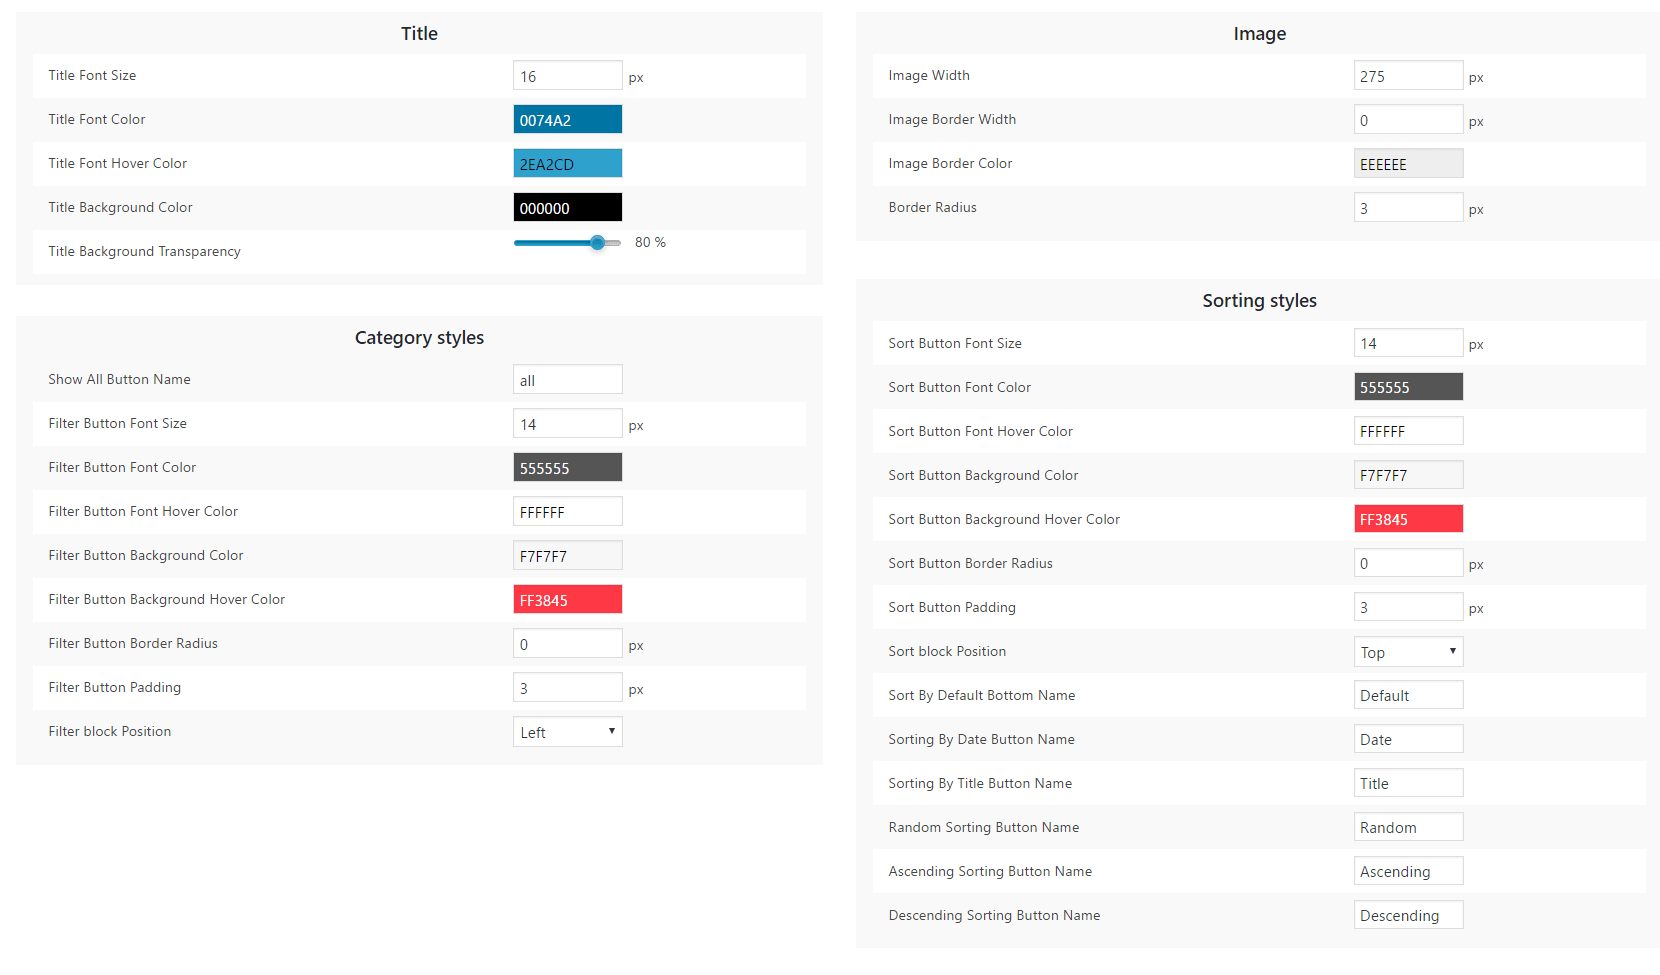 Title
Title Font Size 16 px
Title Font Color 0074A2
Title Font Hover Color 2EA2CD
Title Background Color 000000
Title Background Transparency 80 %
Category styles
Show All Button Name all
Filter Button Font Size 14 px
Filter Button Font Color 555555
Filter Button Font Hover Color FFFFFF
Filter Button Background Color F7F7F7
Filter Button Background Hover Color FF3845
Filter Button Border Radius 0 px
Filter Button Padding 3 px
Filter block Position Left
Image
Image Width 275 px
Image Border Width 0 px
Image Border Color EEEEEE
Border Radius 3 px
Sorting styles
Sort Button Font Size 14 px
Sort Button Font Color 555555
Sort Button Font Hover Color FFFFFF
Sort Button Background Color F7F7F7
Sort Button Background Hover Color FF3845
Sort Button Border Radius 0 px
Sort Button Padding 3 px
Sort block Position Top
Sort By Default Bottom Name Default
Sorting By Date Button Name Date
Sorting By Title Button Name Title
Random Sorting Button Name Random
Ascending Sorting Button Name Ascending
Descending Sorting Button Name Descending